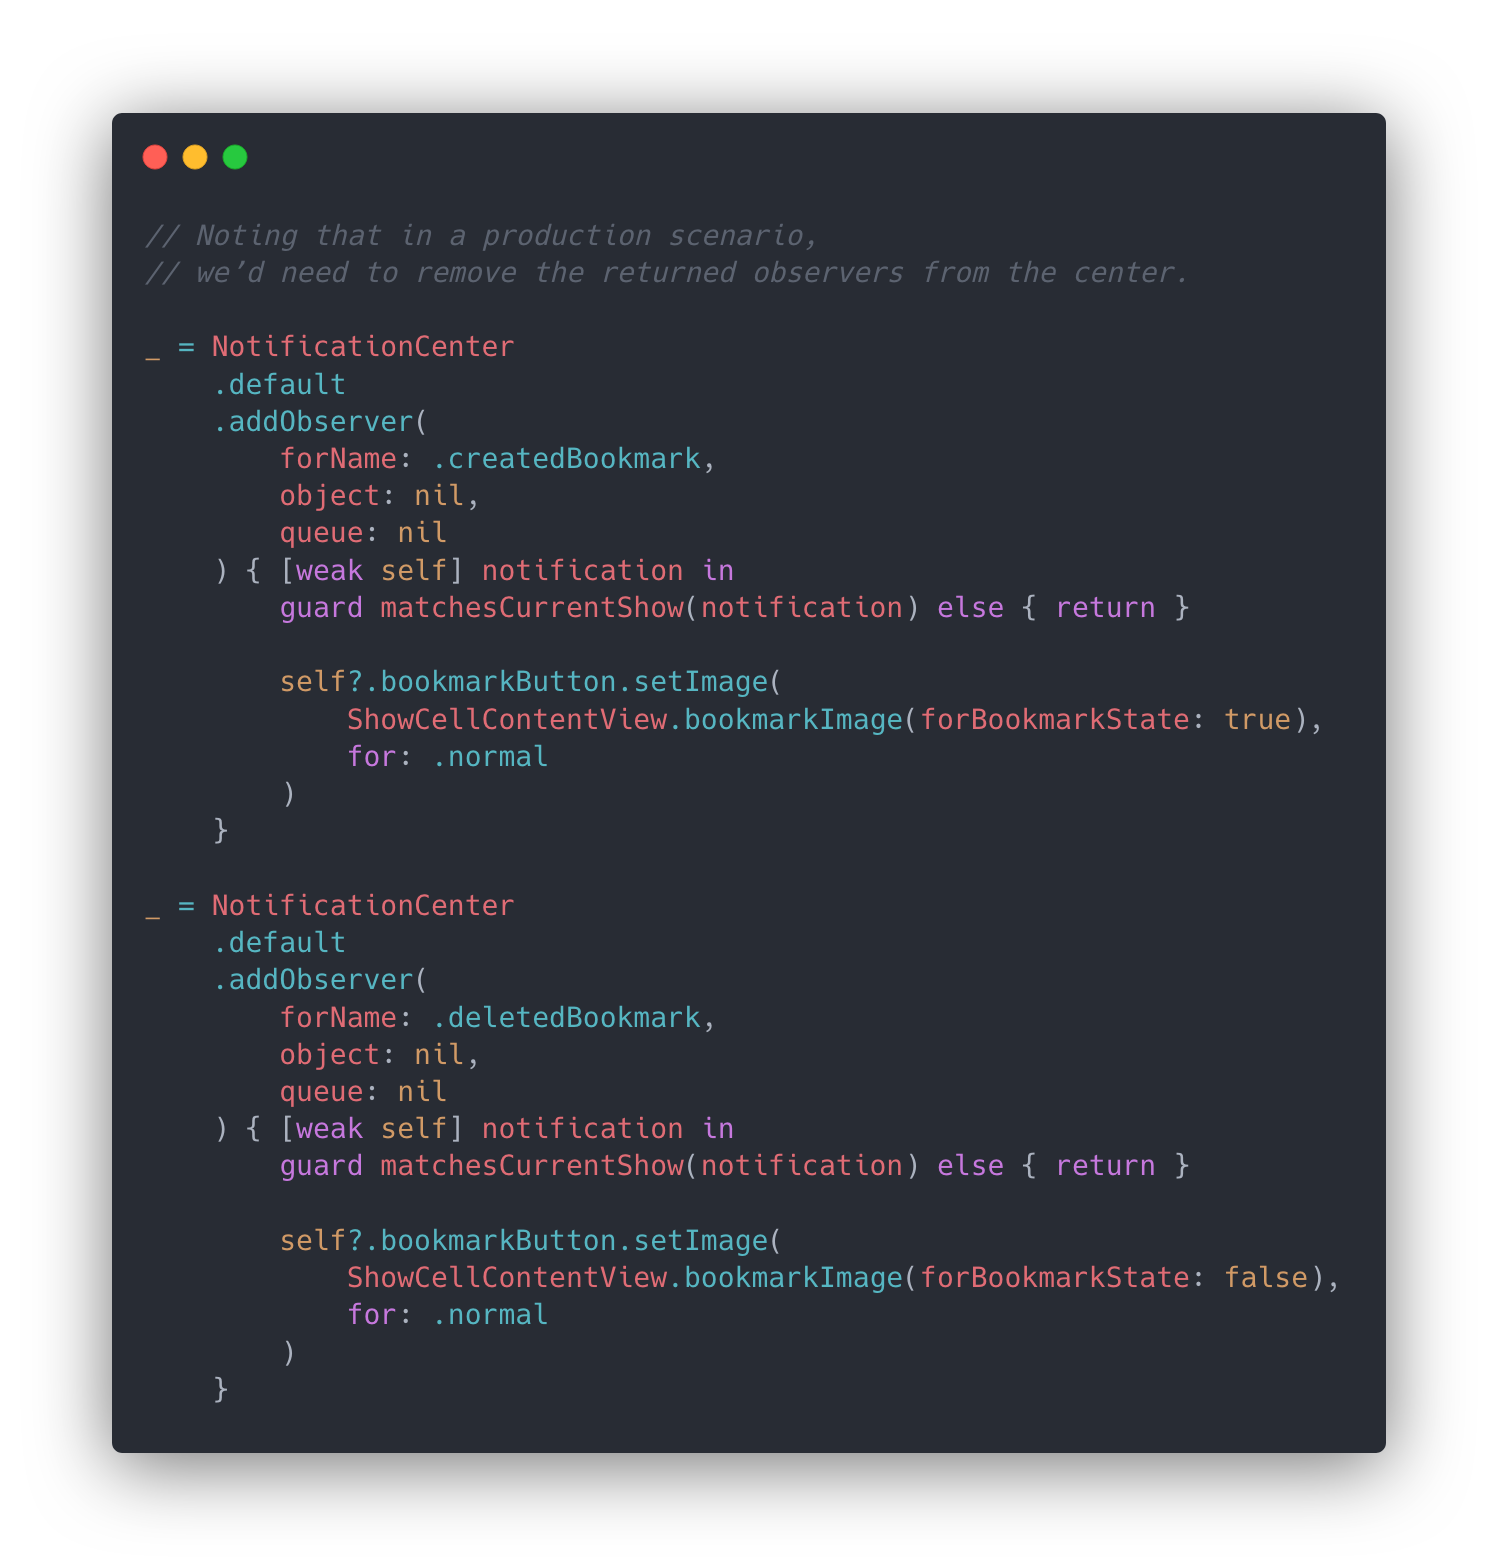 // Noting that in a production scenario,
// we’d need to remove the returned observers from the center.

_ = NotificationCenter
    .default
    .addObserver(
        forName: .createdBookmark,
        object: nil,
        queue: nil
    ) { [weak self] notification in
        guard matchesCurrentShow(notification) else { return }

        self?.bookmarkButton.setImage(
            ShowCellContentView.bookmarkImage(forBookmarkState: true),
            for: .normal
        )
    }

_ = NotificationCenter
    .default
    .addObserver(
        forName: .deletedBookmark,
        object: nil,
        queue: nil
    ) { [weak self] notification in
        guard matchesCurrentShow(notification) else { return }

        self?.bookmarkButton.setImage(
            ShowCellContentView.bookmarkImage(forBookmarkState: false),
            for: .normal
        )
    }